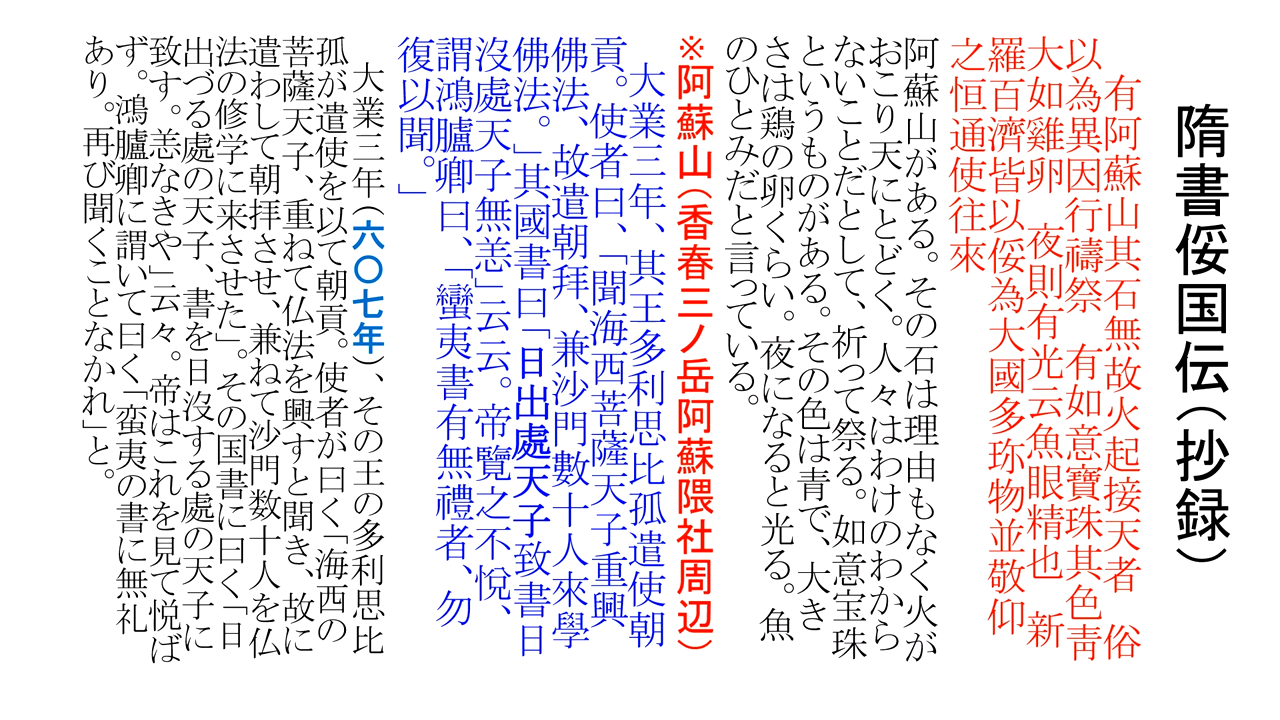 隋書俀国伝（抄録）
有阿蘇山其石無故火起接天者　俗
以為異因行禱祭　有如意寶珠其色靑
大如雞卵　夜則有光云魚眼精也　新
羅百濟皆以俀為大國多珎物並敬仰
之恒通使往來
阿蘇山がある。その石は理由もなく火が
おこり天にとどく。人々はわけのわから
ないことだとして、祈って祭る。如意宝珠
というものがある。その色は青で、大き
さは鶏の卵くらい。夜になると光る。魚
のひとみだと言っている。
※阿蘇山（香春三ノ岳阿蘇隈社周辺）
大業三年、其王多利思比孤遣使朝
貢。使者曰、「聞海西菩薩天子重興
佛法、故遣朝拜、兼沙門數十人來學
佛法。」其國書曰「日出處天子致書日
沒處天子無恙」云云。帝覽之不悅、
謂鴻臚卿曰、「蠻夷書有無禮者、勿
復以聞。」
大業三年（六〇七年）、その王の多利思比
孤が遣使を以て朝貢。使者が曰く「海西の
菩薩天子、重ねて仏法を興すと聞き、故に
遣わして朝拝させ、兼ねて沙門数十人を仏
法の修学に来させた」。その国書に曰く「日
出づる處の天子、書を日没する處の天子に
致す。恙なきや」云々。帝はこれを見て悦ば
ず。鴻臚卿に謂いて曰く「蛮夷の書に無礼
あり。再び聞くことなかれ」と。